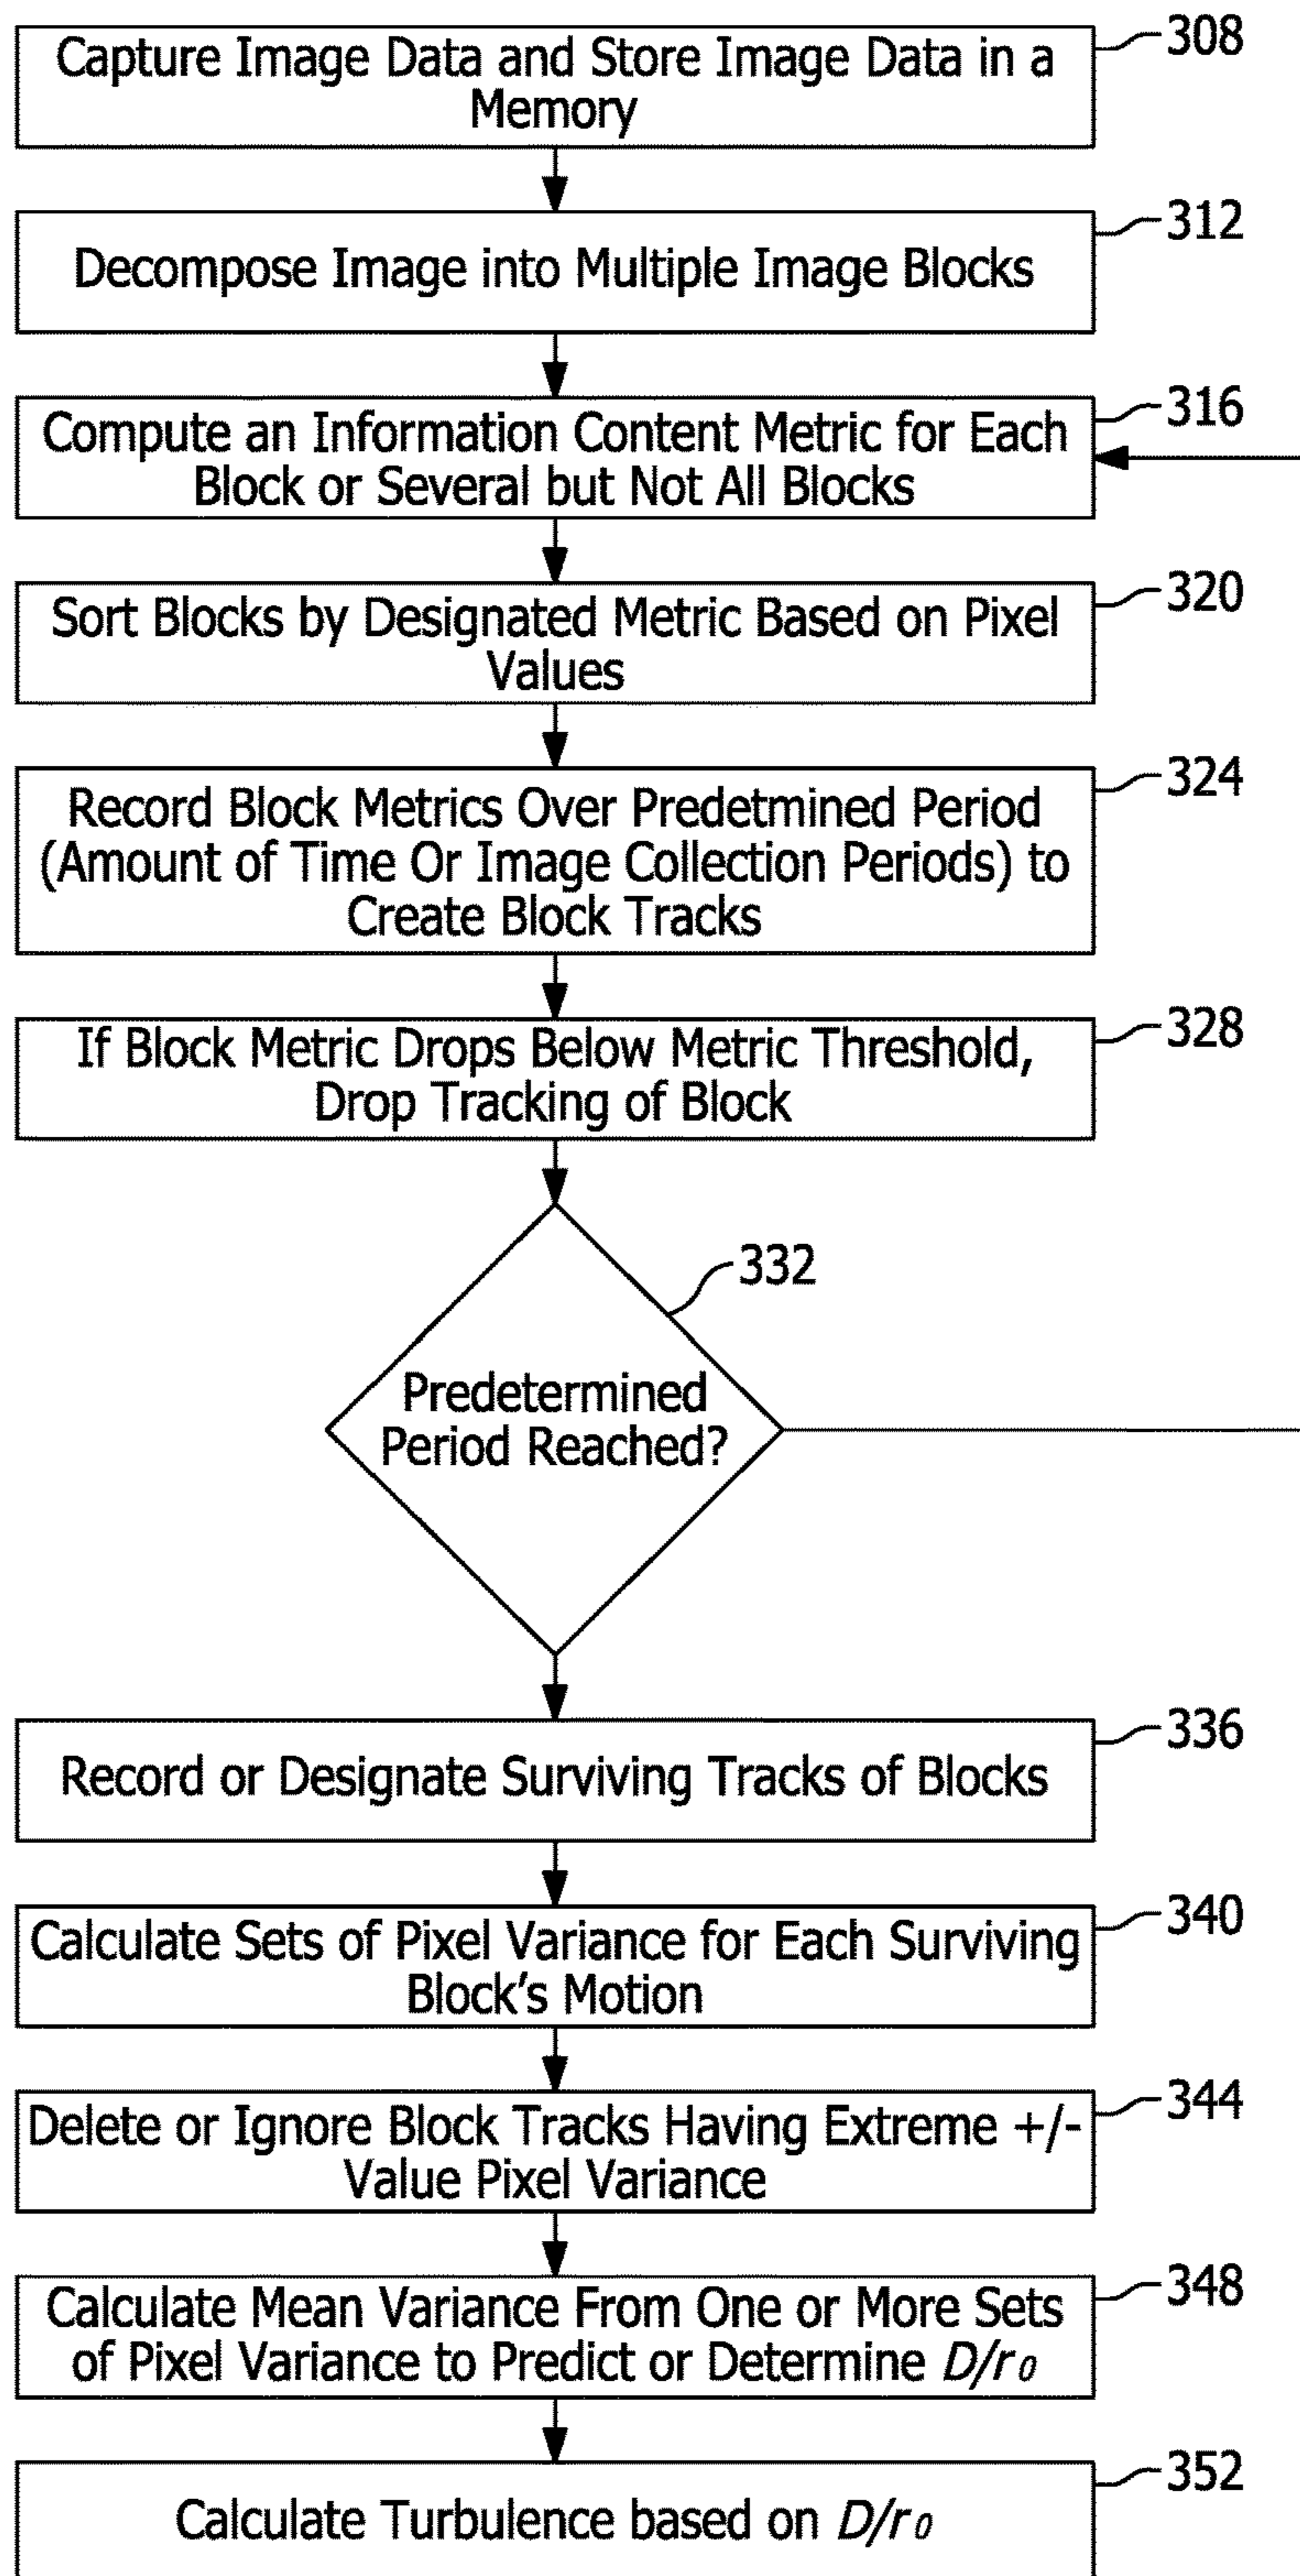 308
Capture Image Data and Store Image Data in a
Memory
312
Decompose Image into Multiple Image Blocks
316
Compute an Information Content Metric for Each
Block or Several but Not All Blocks
320
Sort Blocks by Designated Metric Based on Pixel
Values
324
Record Block Metrics Over Predetmined Period
(Amount of Time Or Image Collection Periods) to
Create Block Tracks
328
If Block Metric Drops Below Metric Threshold,
Drop Tracking of Block
332
Predetermined
Period Reached?
336
Record or Designate Surviving Tracks of Blocks
340
Calculate Sets of Pixel Variance for Each Surviving
Block's Motion
344
Delete or Ignore Block Tracks Having Extreme +/-
Value Pixel Variance
348
Calculate Mean Variance From One or More Sets
of Pixel Variance to Predict or Determine D/r₀
352
Calculate Turbulence based on D/r₀